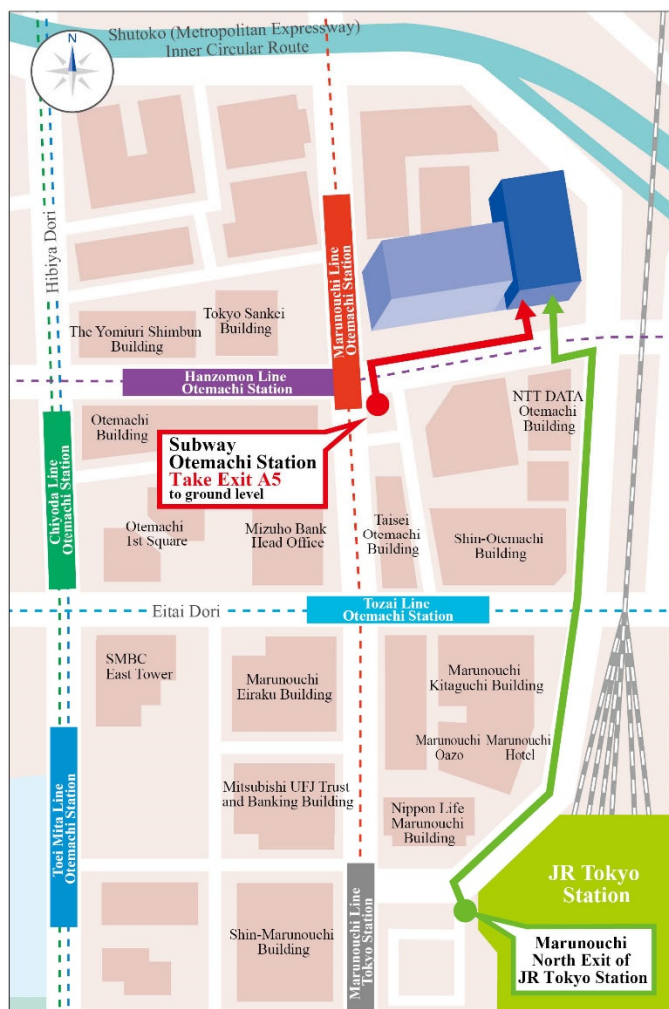 N
Shutoko (Metropolitan Expressway)
Inner Circular Route
Hibiya Dori
Marunouchi Line
Otemachi Station
Tokyo Sankei
Building
The Yomiuri Shimbun
Building
Hanzomon Line
Otemachi Station
NTT DATA
Otemachi
Building
Otemachi
Building
Subway
Otemachi Station
Take Exit A5
to ground level
Chiyoda Line
Otemachi Station
Otemachi
1st Square
Mizuho Bank
Head Office
Taisei
Otemachi
Building
Shin-Otemachi
Building
Eitai Dori
Tozai Line
Otemachi Station
SMBC
East Tower
Marunouchi
Eiraku Building
Marunouchi
Kitaguchi Building
Marunouchi
Oazo
Marunouchi
Hotel
Toei Mita Line
Otemachi Station
Mitsubishi UFJ Trust
and Banking Building
Nippon Life
Marunouchi
Building
JR Tokyo
Station
Marunouchi Line
Tokyo Station
Shin-Marunouchi
Building
Marunouchi
North Exit of
JR Tokyo Station